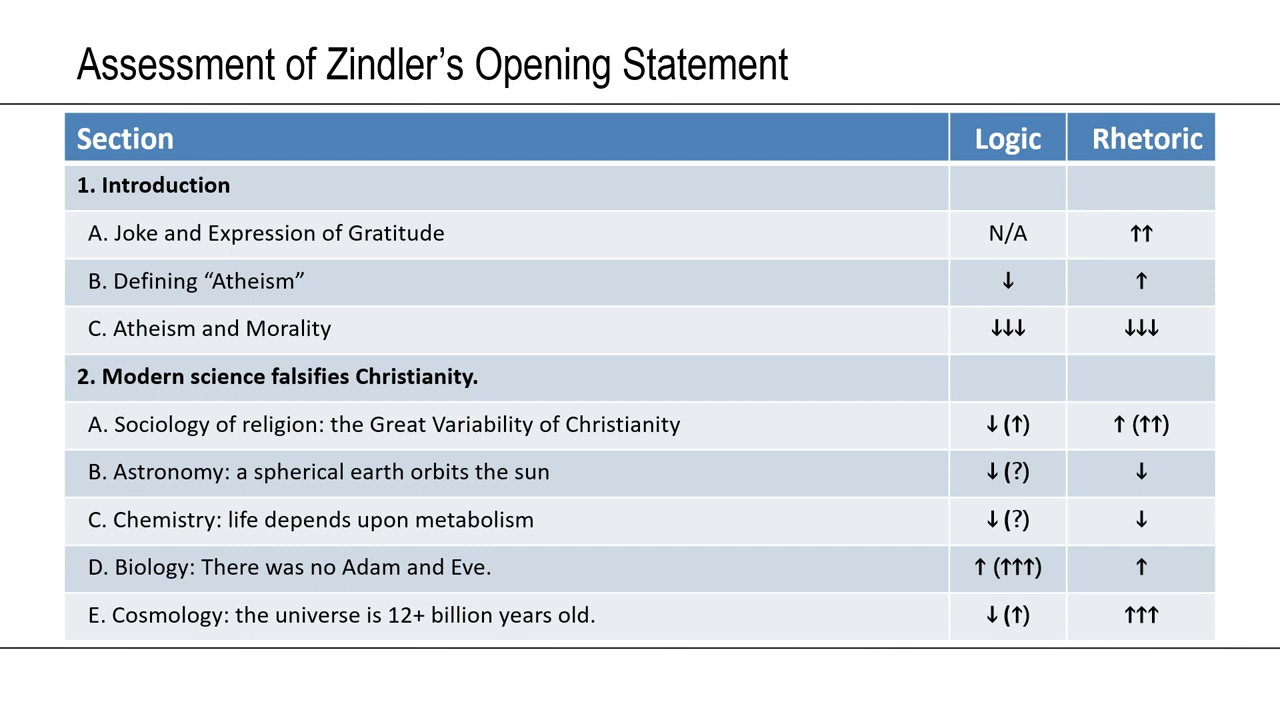 Assessment of Zindler’s Opening Statement
Section Logic Rhetoric
1. Introduction
A. Joke and Expression of Gratitude N/A ↑↑
B. Defining “Atheism” ↓ ↑
C. Atheism and Morality ↓↓↓ ↓↓↓
2. Modern science falsifies Christianity.
A. Sociology of religion: the Great Variability of Christianity ↓ (↑) ↑ (↑↑)
B. Astronomy: a spherical earth orbits the sun ↓ (?) ↓
C. Chemistry: life depends upon metabolism ↓ (?) ↓
D. Biology: There was no Adam and Eve. ↑ (↑↑↑) ↑
E. Cosmology: the universe is 12+ billion years old. ↓ (↑) ↑↑↑